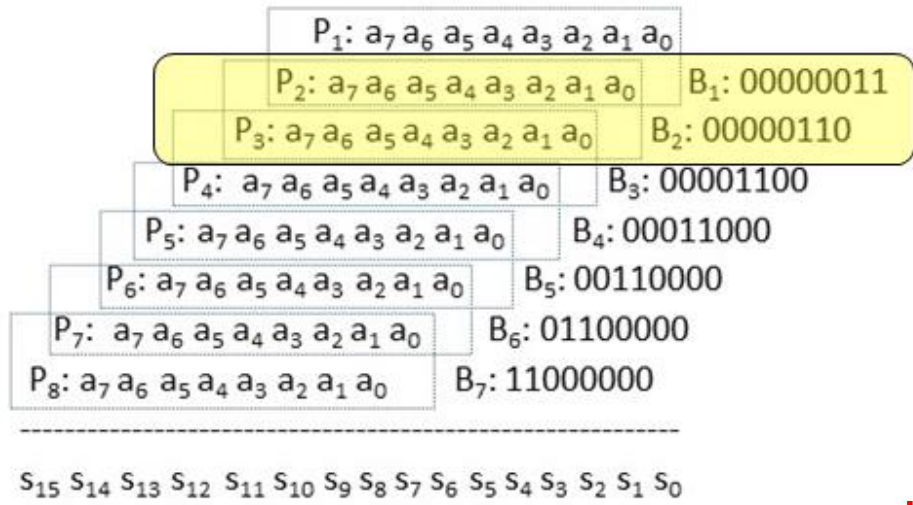 P₁: a₇ a₆ a₅ a₄ a₃ a₂ a₁ a₀
P₂: a₇ a₆ a₅ a₄ a₃ a₂ a₁ a₀ B₁: 00000011
P₃: a₇ a₆ a₅ a₄ a₃ a₂ a₁ a₀ B₂: 00000110
P₄: a₇ a₆ a₅ a₄ a₃ a₂ a₁ a₀ B₃: 00001100
P₅: a₇ a₆ a₅ a₄ a₃ a₂ a₁ a₀ B₄: 00011000
P₆: a₇ a₆ a₅ a₄ a₃ a₂ a₁ a₀ B₅: 00110000
P₇: a₇ a₆ a₅ a₄ a₃ a₂ a₁ a₀ B₆: 01100000
P₈: a₇ a₆ a₅ a₄ a₃ a₂ a₁ a₀ B₇: 11000000
s₁₅ s₁₄ s₁₃ s₁₂ s₁₁ s₁₀ s₉ s₈ s₇ s₆ s₅ s₄ s₃ s₂ s₁ s₀